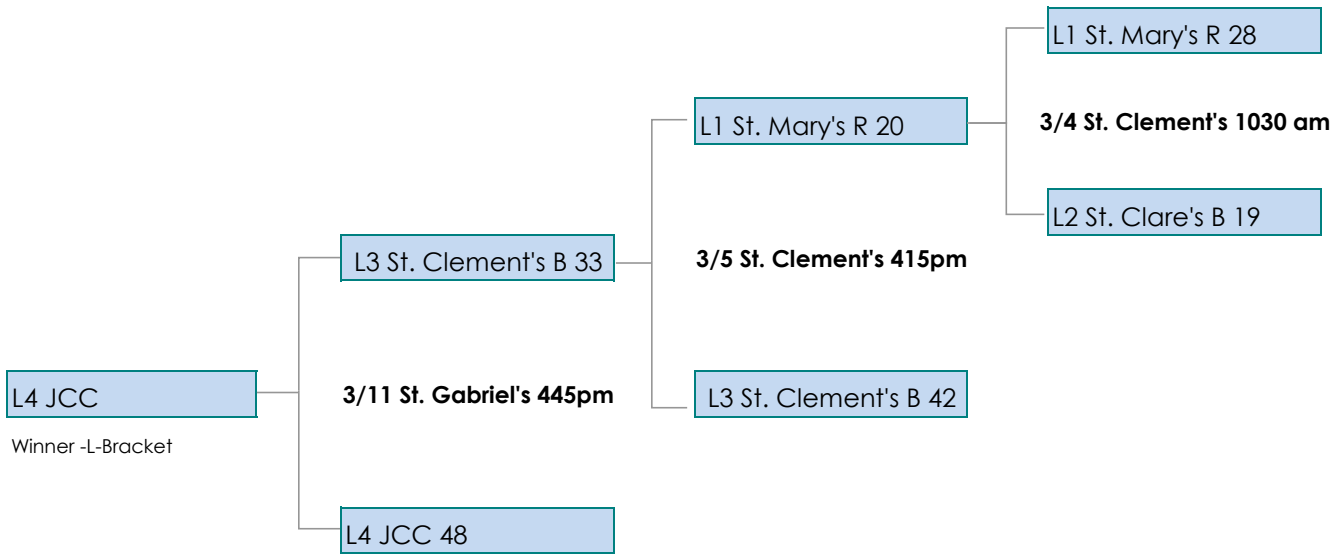 L1 St. Mary's R 28
L1 St. Mary's R 20
3/4 St. Clement's 1030 am
L2 St. Clare's B 19
L3 St. Clement's B 33
3/5 St. Clement's 415pm
L4 JCC
3/11 St. Gabriel's 445pm
L3 St. Clement's B 42
Winner -L-Bracket
L4 JCC 48